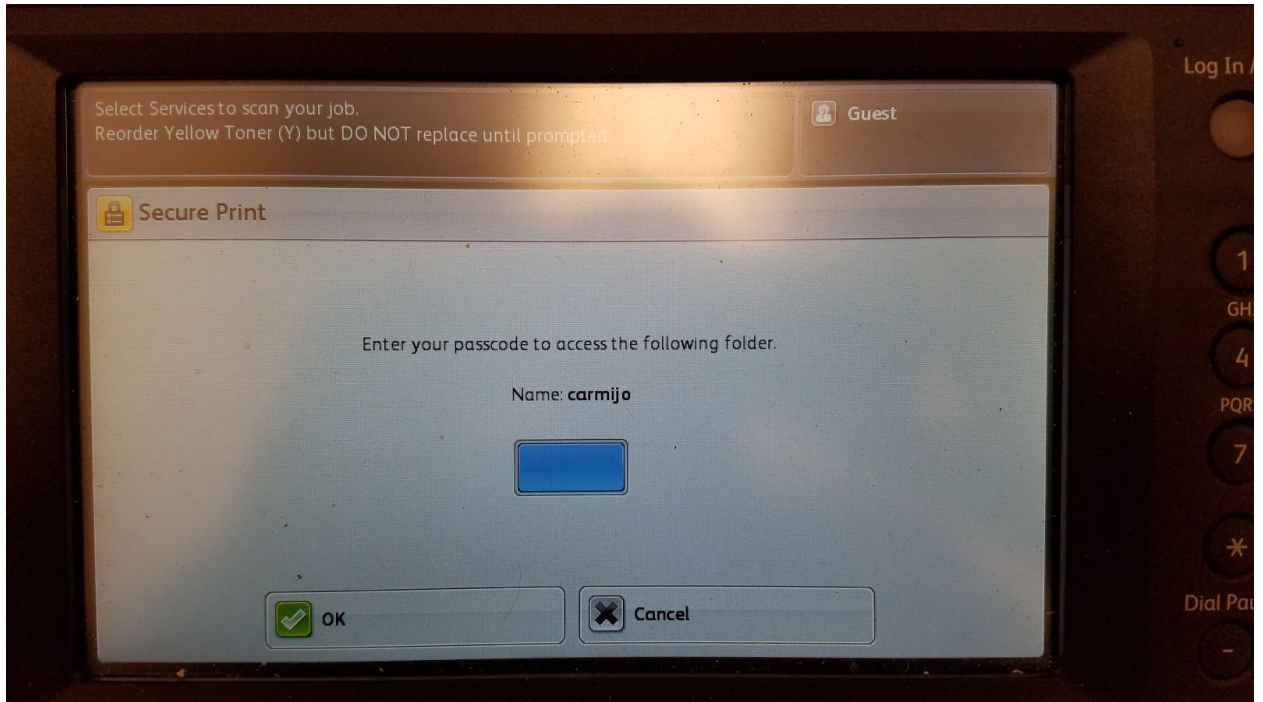 Select Services to scan your job.
Reorder Yellow Toner (Y) but DO NOT replace until prompted.
Guest
Log In /
Secure Print
Enter your passcode to access the following folder.
Name: carmijo
OK
Cancel
1
GHI
4
PQR
7
*
Dial Pau
-